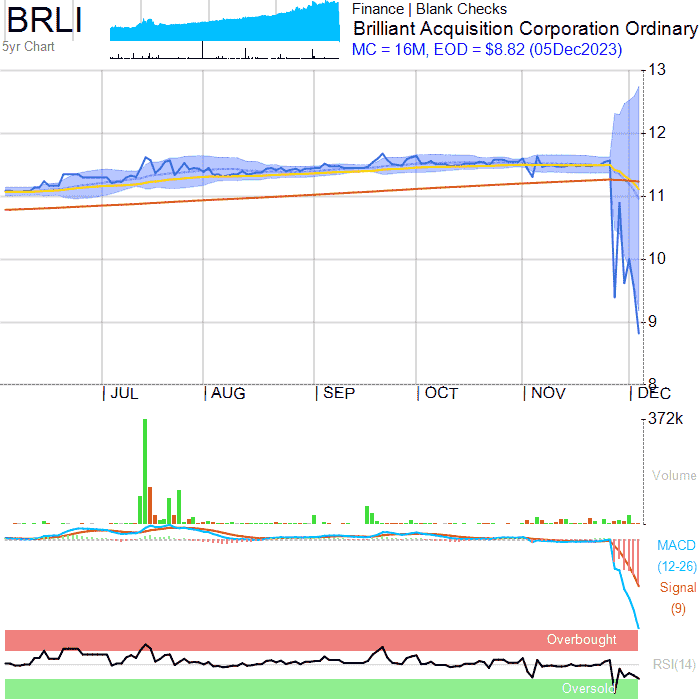 BRLI
5yr Chart
Finance | Blank Checks
Brilliant Acquisition Corporation Ordinary
MC = 16M, EOD = $8.82 (05Dec2023)
13
12
11
10
9
8
JUL
AUG
SEP
OCT
NOV
DEC
372k
Volume
MACD
(12-26)
Signal
(9)
Overbought
RSI(14)
Oversold